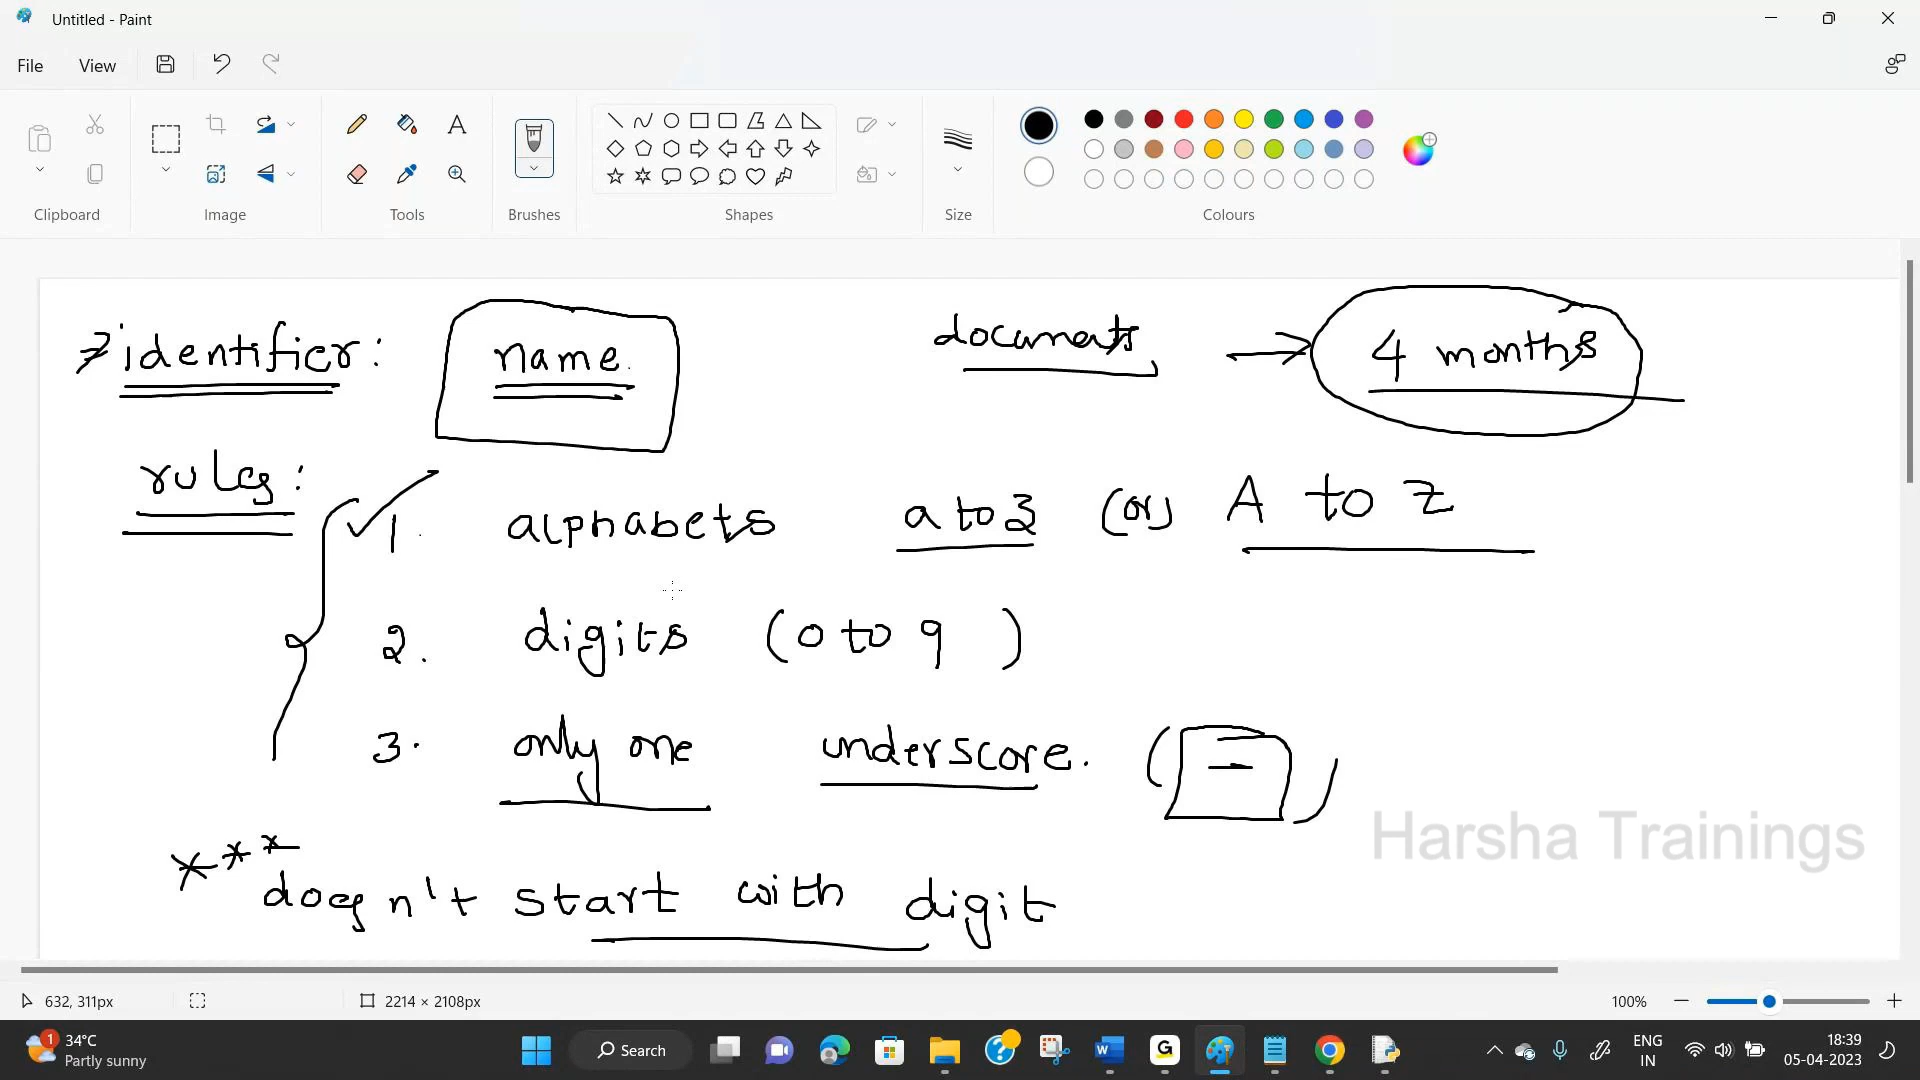 Untitled - Paint
File View
Clipboard Image Tools Brushes Shapes Size Colours
identifier: name. documents → 4 months
rules:
1. alphabets a to z (or) A to Z
2. digits (0 to 9)
3. only one underscore. (_)
Harsha Trainings
*** doesn't start with digit
632, 311px 2214 × 2108px 100%
1 34°C Search ENG 18:39
Partly sunny IN 05-04-2023